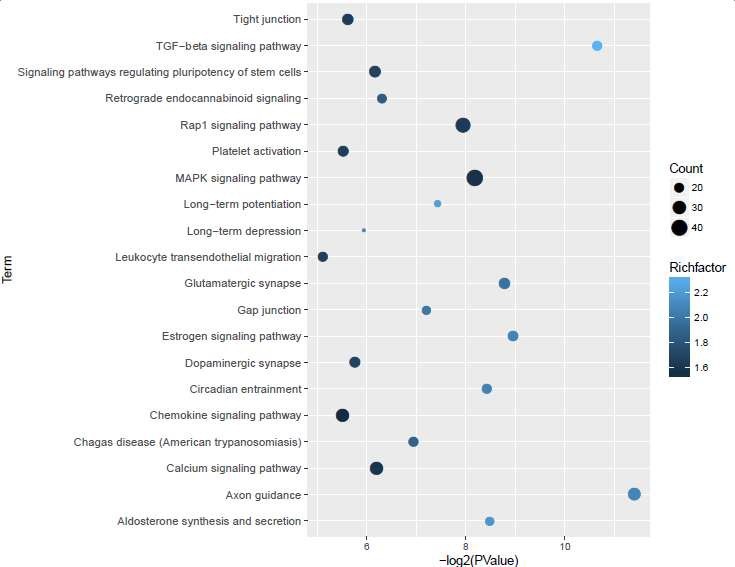 Tight junction
TGF−beta signaling pathway
Signaling pathways regulating pluripotency of stem cells
Retrograde endocannabinoid signaling
Rap1 signaling pathway
Platelet activation
MAPK signaling pathway
Long−term potentiation
Long−term depression
Leukocyte transendothelial migration
Glutamatergic synapse
Gap junction
Estrogen signaling pathway
Dopaminergic synapse
Circadian entrainment
Chemokine signaling pathway
Chagas disease (American trypanosomiasis)
Calcium signaling pathway
Axon guidance
Aldosterone synthesis and secretion
Term
6 8 10
−log2(PValue)
Count
20
30
40
Richfactor
2.2
2.0
1.8
1.6